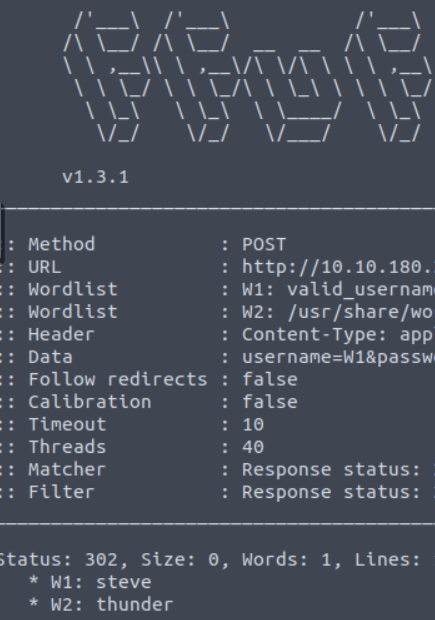 v1.3.1
:: Method : POST
:: URL : http://10.10.180.
:: Wordlist : W1: valid_username
:: Wordlist : W2: /usr/share/wo
:: Header : Content-Type: app
:: Data : username=W1&passw
:: Follow redirects : false
:: Calibration : false
:: Timeout : 10
:: Threads : 40
:: Matcher : Response status:
:: Filter : Response status:
Status: 302, Size: 0, Words: 1, Lines:
* W1: steve
* W2: thunder